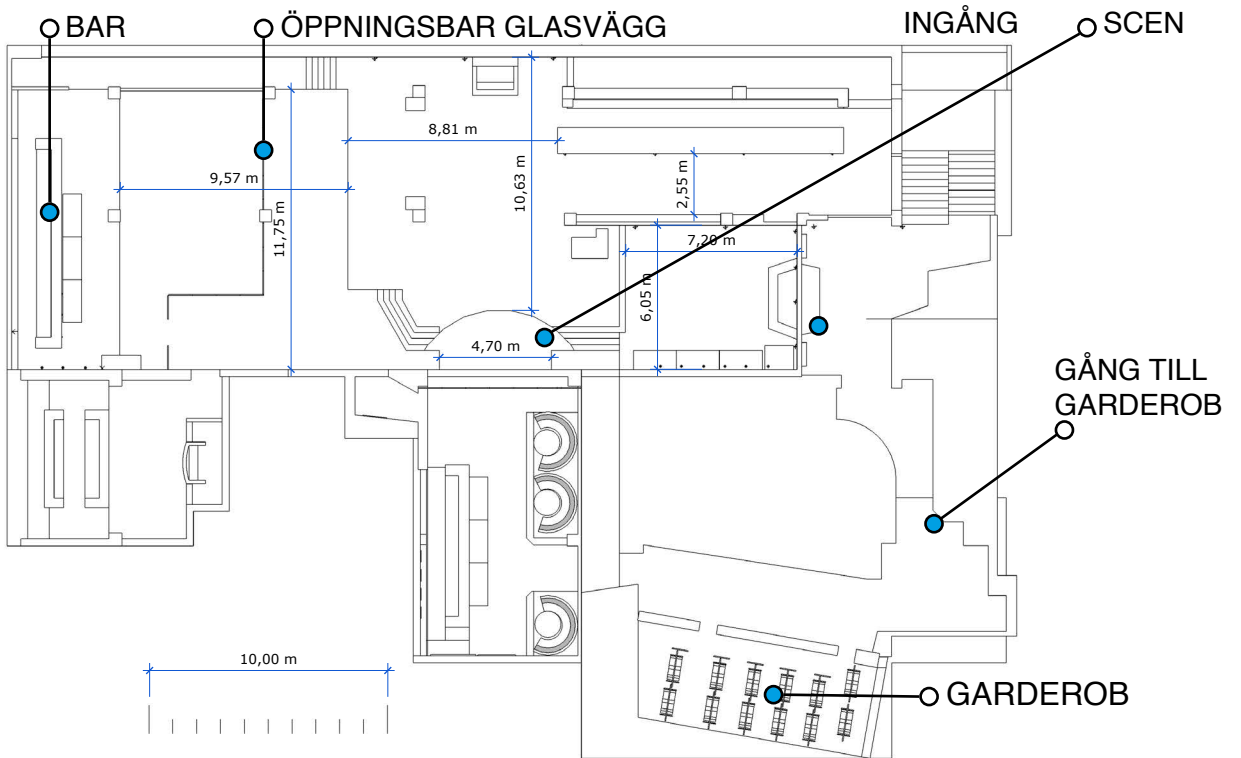 BAR
ÖPPNINGSBAR GLASVÄGG
INGÅNG
SCEN
8,81 m
9,57 m
11,75 m
10,63 m
2,55 m
7,20 m
6,05 m
4,70 m
GÅNG TILL
GARDEROB
10,00 m
GARDEROB